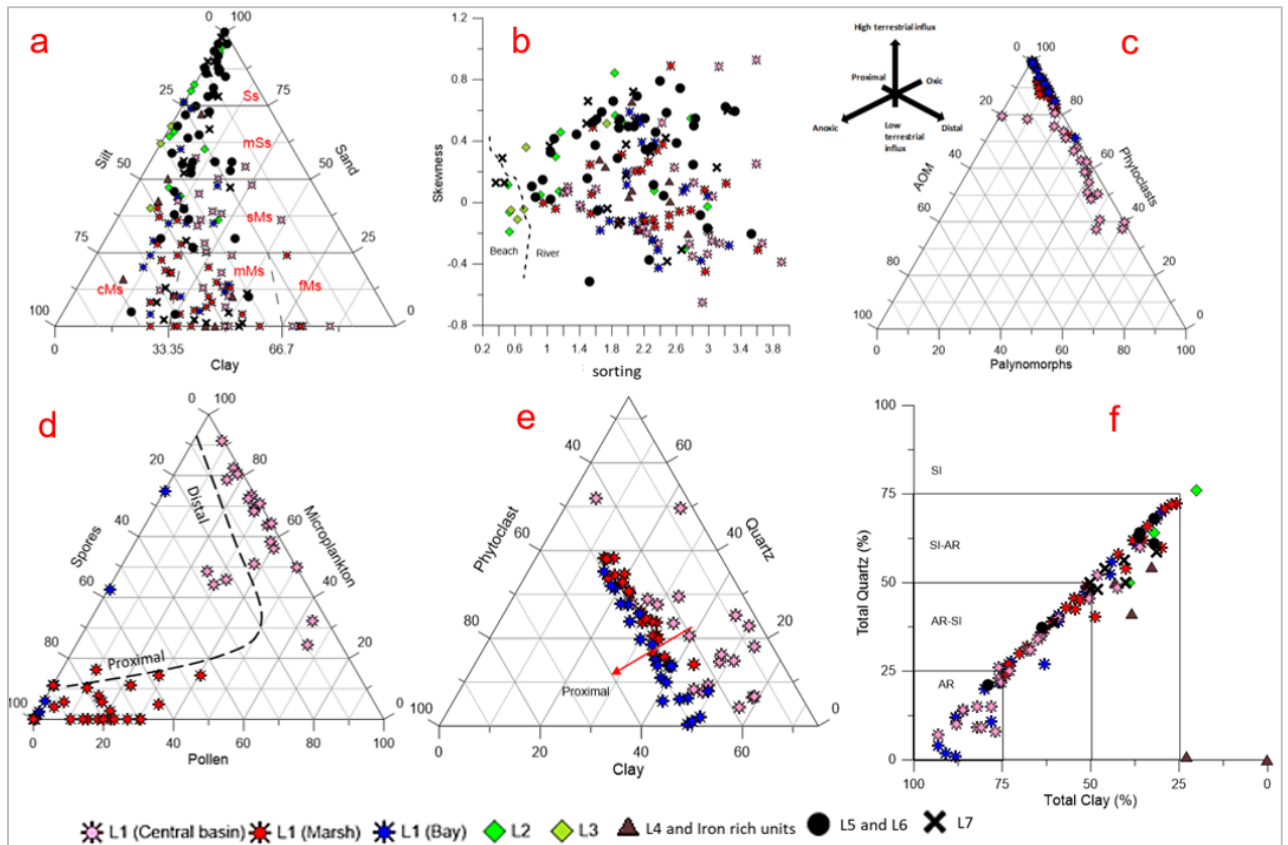 a
0 100
25 75
Ss
mSs
Silt
Sand
50 50
sMs
75 25
mMs
cMs fMs
100 0
0 33.35 66.7
Clay
b
1.2
0.8
0.4
0
-0.4
-0.8
Skewness
Beach River
0.2 0.6 1 1.4 1.8 2.2 2.6 3 3.4 3.8
sorting
High terrestrial influx
Proximal Oxic
Anoxic Low terrestrial influx Distal
c
0 100
20 80
AOM
Phytoclasts
40 60
60 40
80 20
100 0
0 20 40 60 80 100
Palynomorphs
d
0 100
20 80
Distal
Spores
Microplankton
40 60
60 40
80 20
Proximal
100 0
0 20 40 60 80 100
Pollen
e
40 60
Phytoclast
Quartz
60 40
80 20
Proximal
100 0
20 40 60
Clay
f
100
SI
75
SI-AR
50
AR-SI
25
AR
0
Total Quartz (%)
100 75 50 25 0
Total Clay (%)
L1 (Central basin) L1 (Marsh) L1 (Bay) L2 L3 L4 and Iron rich units L5 and L6 L7